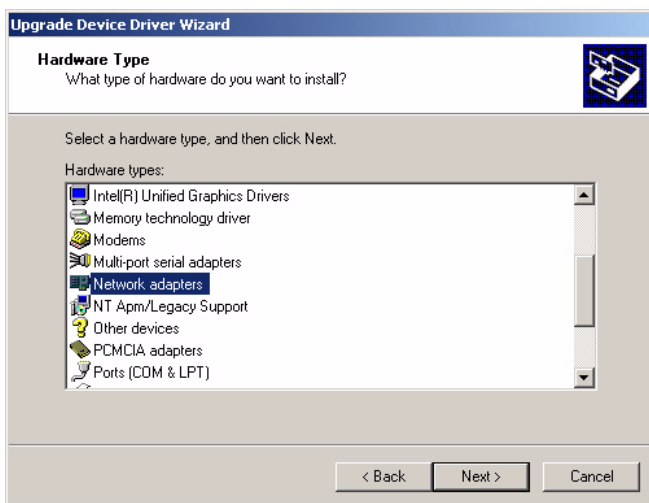 Upgrade Device Driver Wizard
Hardware Type
What type of hardware do you want to install?
Select a hardware type, and then click Next.
Hardware types:
Intel(R) Unified Graphics Drivers
Memory technology driver
Modems
Multi-port serial adapters
Network adapters
NT Apm/Legacy Support
Other devices
PCMCIA adapters
Ports (COM & LPT)
< Back
Next >
Cancel